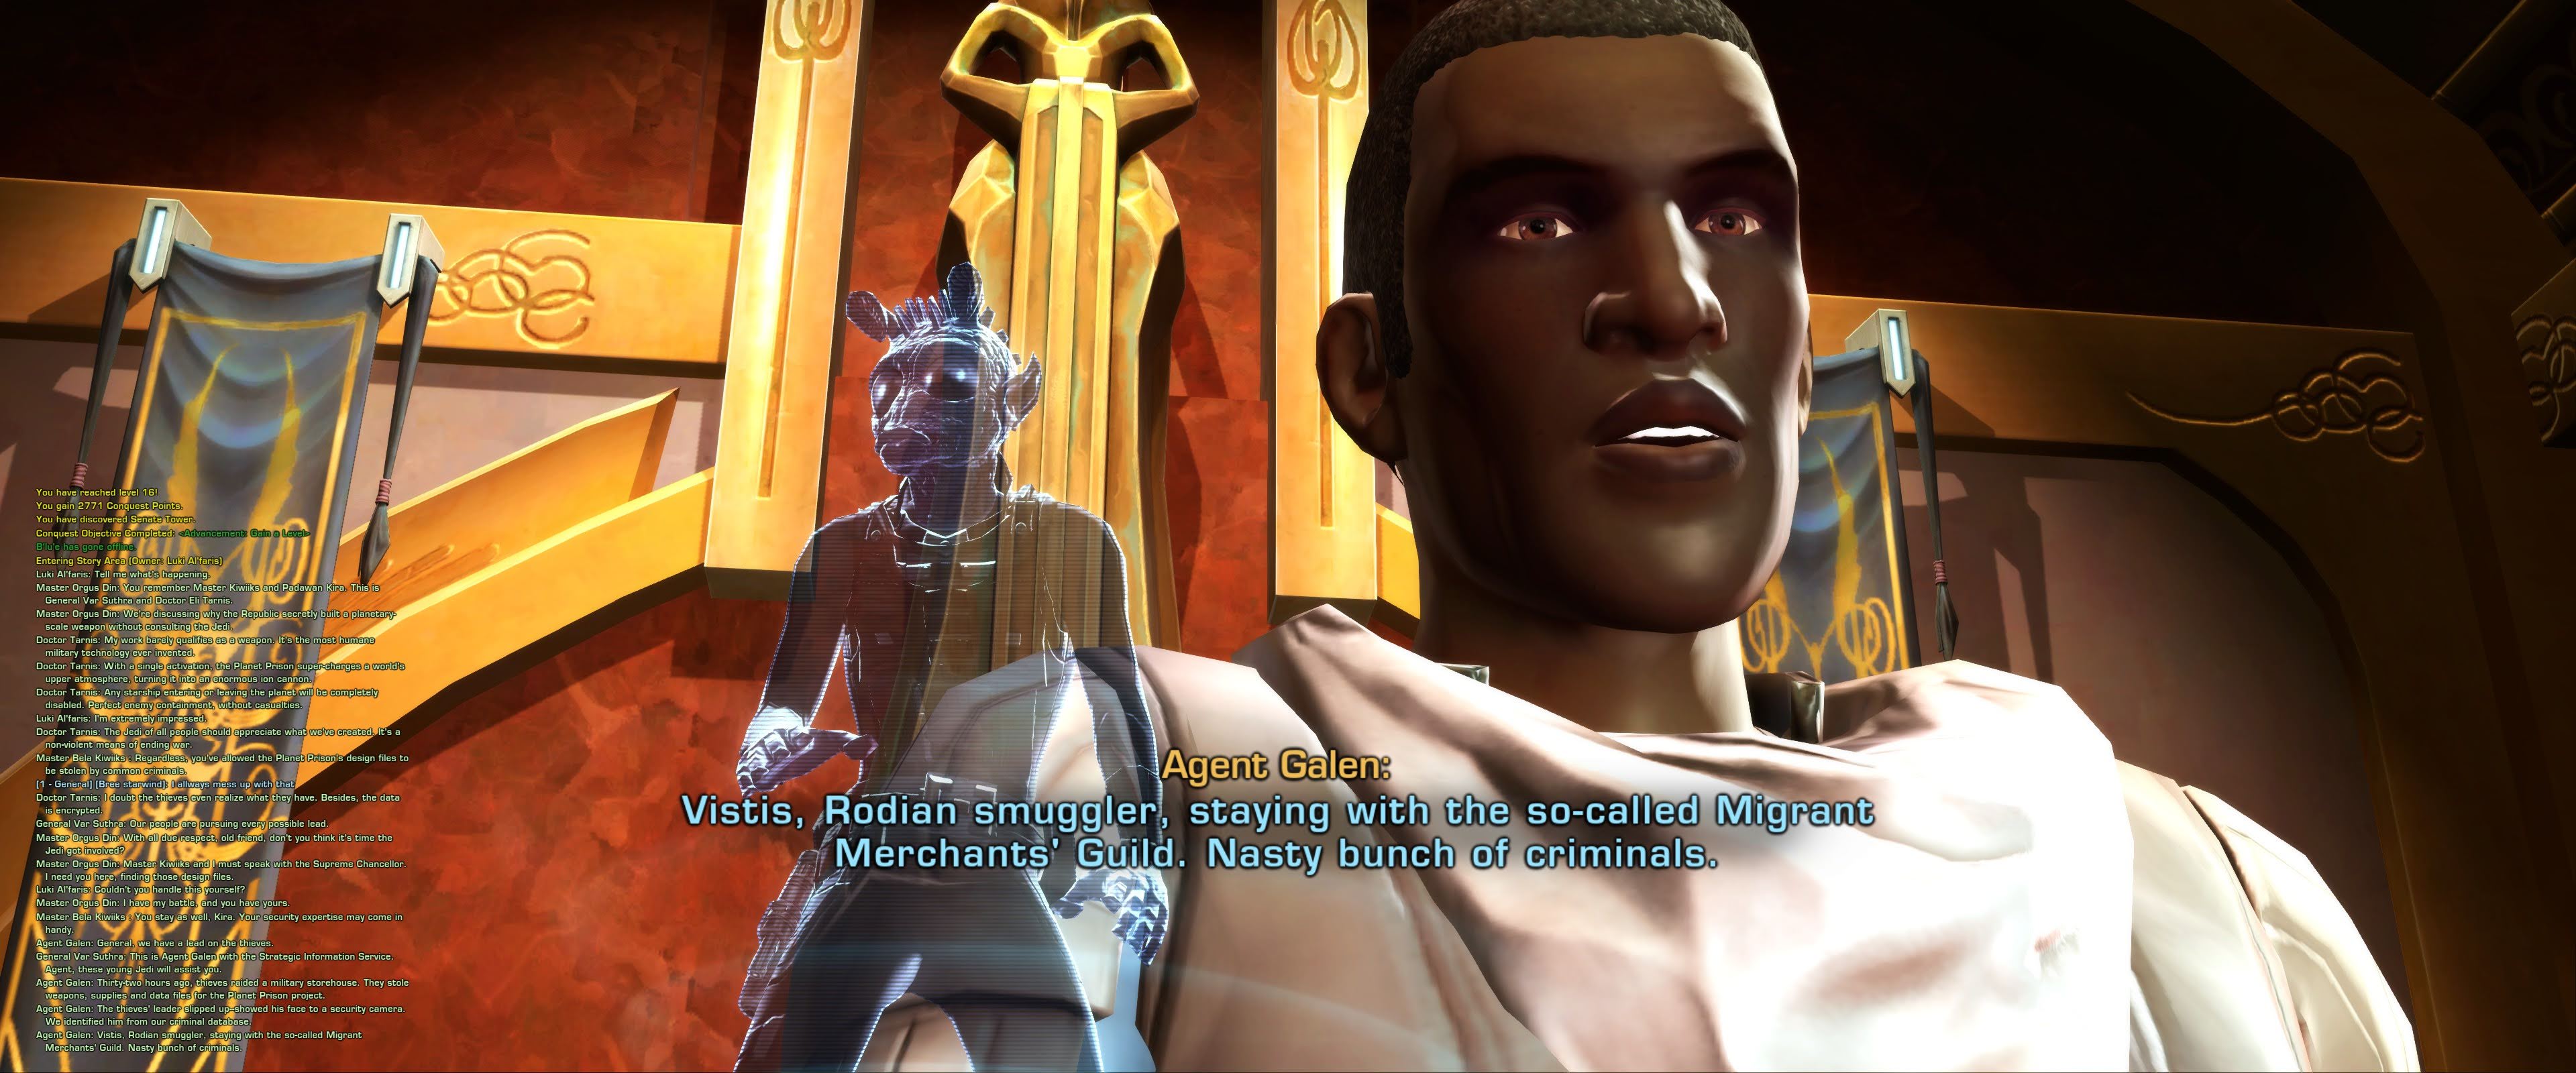 You have reached level 16!
You gain 2771 Conquest Points.
You have discovered Senate Tower.
Conquest Objective Completed: <Advancement: Gain a Level>
B'lu'e has gone offline.
Entering Story Area (Owner: Luki Al'faris)
Luki Al'faris: Tell me what's happening.
Master Orgus Din: You remember Master Kiwiiks and Padawan Kira. This is
General Var Suthra and Doctor Eli Tarnis.
Master Orgus Din: We're discussing why the Republic secretly built a planetary-
scale weapon without consulting the Jedi.
Doctor Tarnis: My work barely qualifies as a weapon. It's the most humane
military technology ever invented.
Doctor Tarnis: With a single activation, the Planet Prison super-charges a world's
upper atmosphere, turning it into an enormous ion cannon.
Doctor Tarnis: Any starship entering or leaving the planet will be completely
disabled. Perfect enemy containment, without casualties.
Luki Al'faris: I'm extremely impressed.
Doctor Tarnis: The Jedi of all people should appreciate what we've created. It's a
non-violent means of ending war.
Master Bela Kiwiiks : Regardless, you've allowed the Planet Prison's design files to
be stolen by common criminals.
[1 - General] [Bree starwind]: I allways mess up with that
Doctor Tarnis: I doubt the thieves even realize what they have. Besides, the data
is encrypted.
General Var Suthra: Our people are pursuing every possible lead.
Master Orgus Din: With all due respect, old friend, don't you think it's time the
Jedi got involved?
Master Orgus Din: Master Kiwiiks and I must speak with the Supreme Chancellor.
I need you here, finding those design files.
Luki Al'faris: Couldn't you handle this yourself?
Master Orgus Din: I have my battle, and you have yours.
Master Bela Kiwiiks : You stay as well, Kira. Your security expertise may come in
handy.
Agent Galen: General, we have a lead on the thieves.
General Var Suthra: This is Agent Galen with the Strategic Information Service.
Agent, these young Jedi will assist you.
Agent Galen: Thirty-two hours ago, thieves raided a military storehouse. They stole
weapons, supplies and data files for the Planet Prison project.
Agent Galen: The thieves' leader slipped up–showed his face to a security camera.
We identified him from our criminal database.
Agent Galen: Vistis, Rodian smuggler, staying with the so-called Migrant
Merchants' Guild. Nasty bunch of criminals.
Agent Galen:
Vistis, Rodian smuggler, staying with the so-called Migrant
Merchants' Guild. Nasty bunch of criminals.